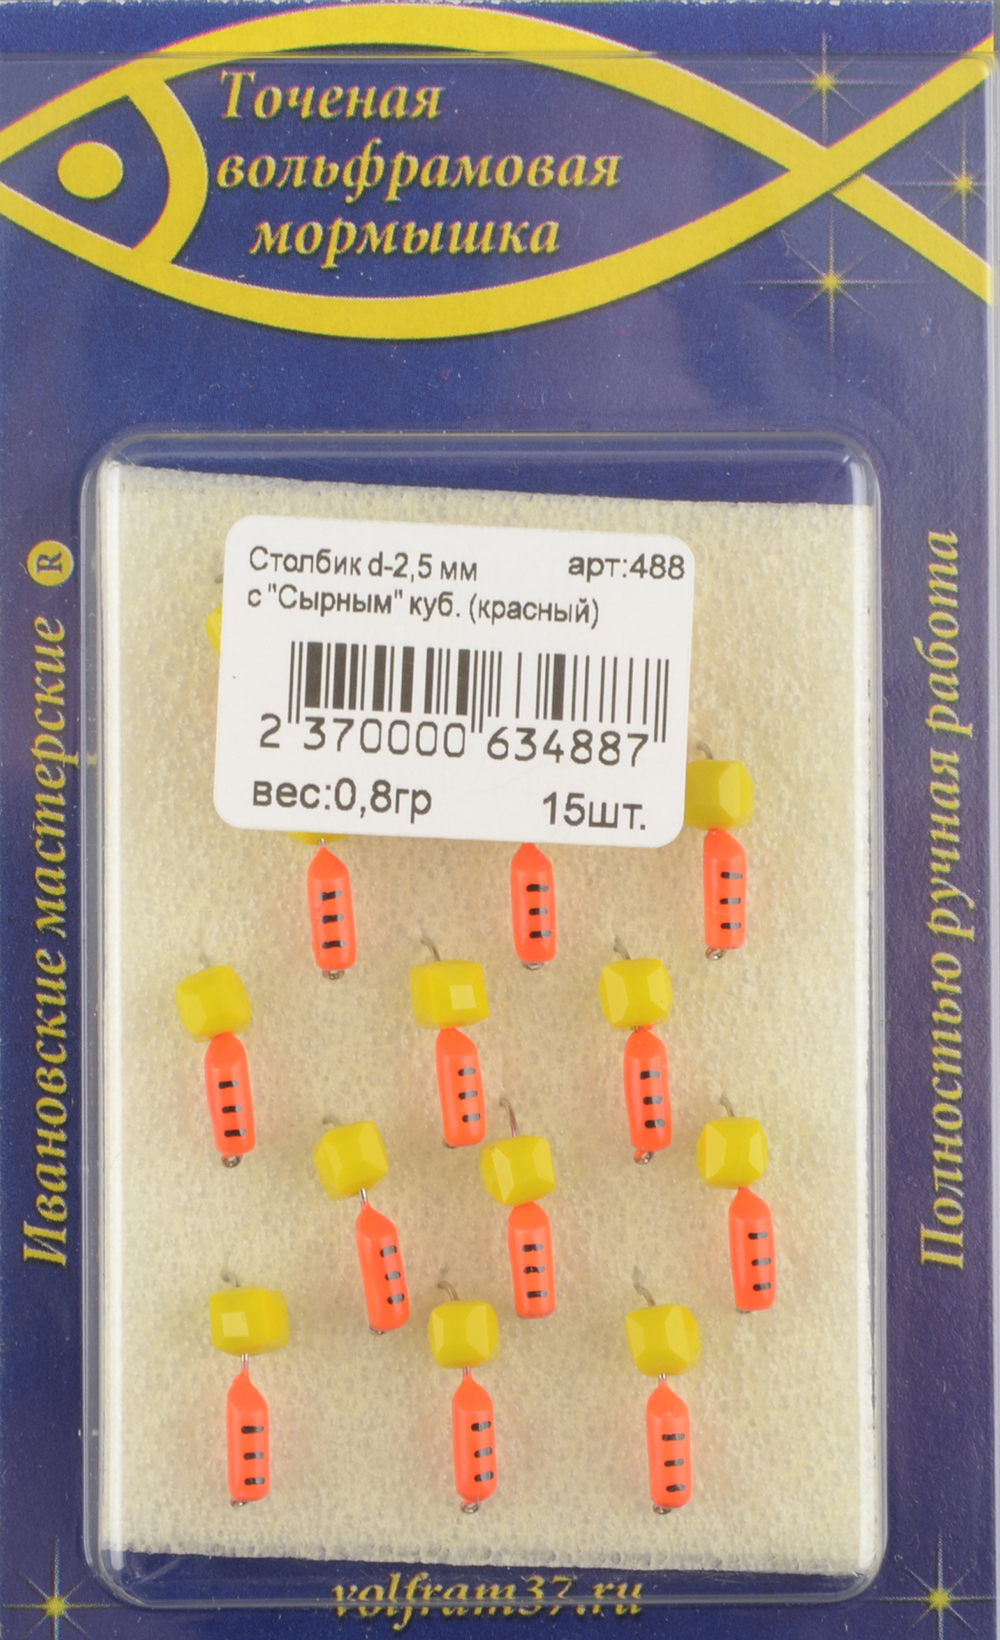 Точеная
вольфрамовая
мормышка
Ивановские мастерские ®
Столбик d-2,5 мм арт:488
с "Сырным" куб. (красный)
2 370000 634887
вес:0,8гр 15шт.
Полностью ручная работа
volfram37.ru